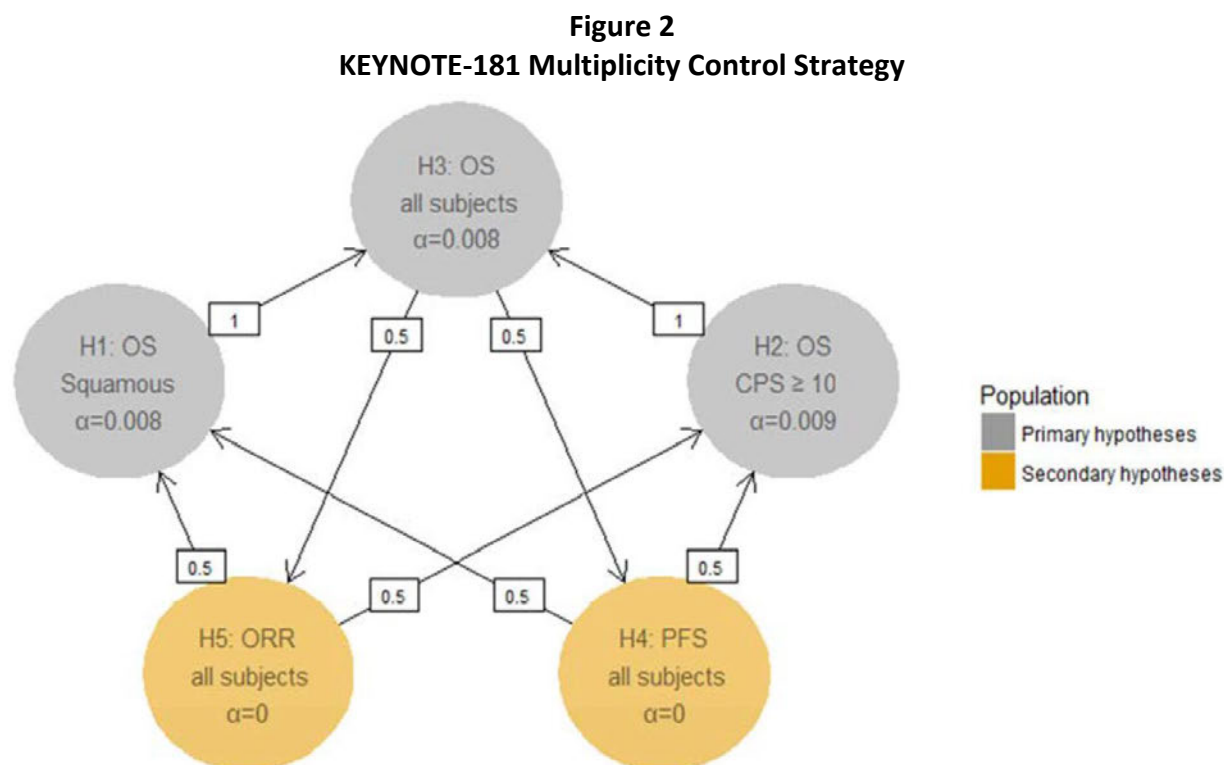 Figure 2
KEYNOTE-181 Multiplicity Control Strategy
H3: OS
all subjects
α=0.008
1
0.5
0.5
1
H1: OS
Squamous
α=0.008
H2: OS
CPS ≥ 10
α=0.009
Population
Primary hypotheses
Secondary hypotheses
0.5
0.5
0.5
0.5
H5: ORR
all subjects
α=0
H4: PFS
all subjects
α=0